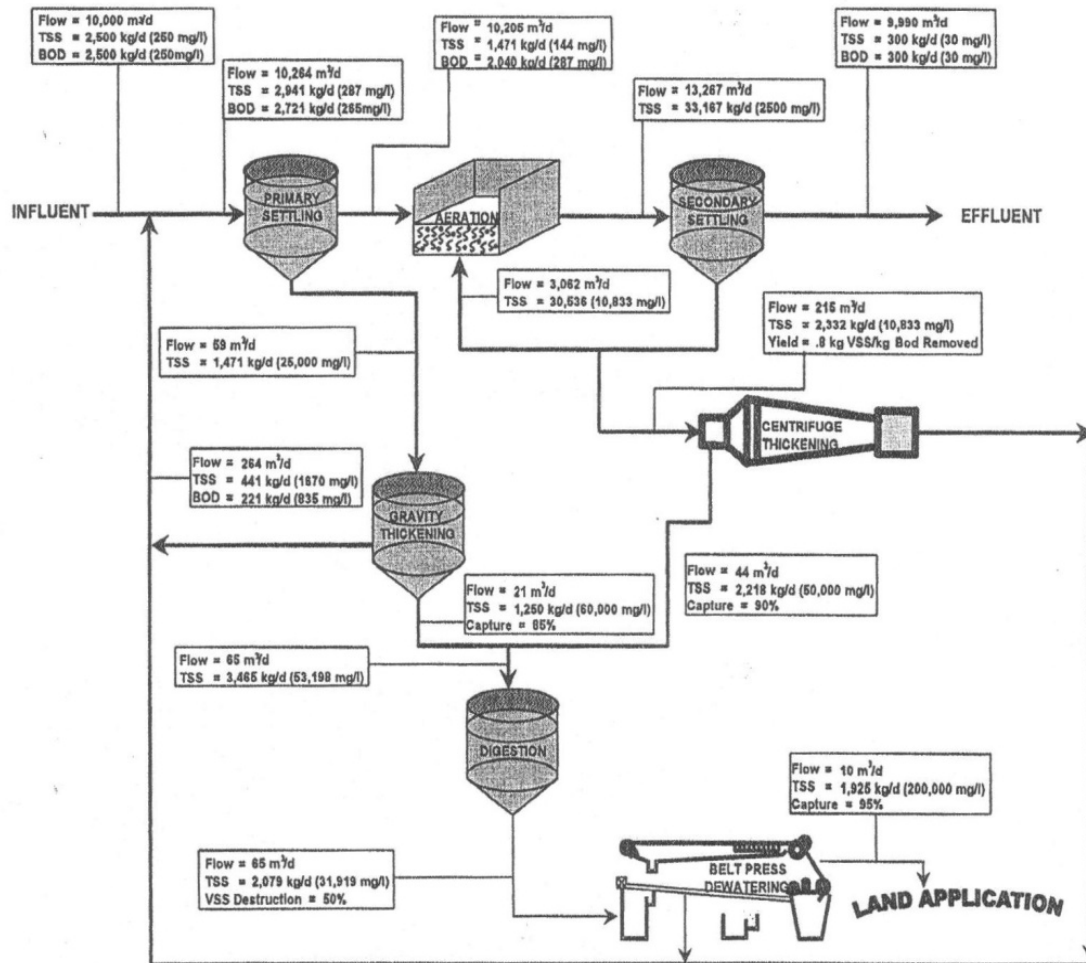 Flow = 10,000 m3/d
TSS = 2,500 kg/d (250 mg/l)
BOD = 2,500 kg/d (250mg/l)
Flow = 10,205 m³/d
TSS = 1,471 kg/d (144 mg/l)
BOD = 2,040 kg/d (287 mg/l)
Flow = 9,990 m³/d
TSS = 300 kg/d (30 mg/l)
BOD = 300 kg/d (30 mg/l)
Flow = 10,264 m³/d
TSS = 2,941 kg/d (287 mg/l)
BOD = 2,721 kg/d (265mg/l)
Flow = 13,267 m³/d
TSS = 33,167 kg/d (2500 mg/l)
INFLUENT
PRIMARY
SETTLING
AERATION
SECONDARY
SETTLING
EFFLUENT
Flow = 3,062 m³/d
TSS = 30,536 (10,833 mg/l)
Flow = 215 m³/d
TSS = 2,332 kg/d (10,833 mg/l)
Yield = .8 kg VSS/kg Bod Removed
Flow = 59 m³/d
TSS = 1,471 kg/d (25,000 mg/l)
CENTRIFUGE
THICKENING
Flow = 264 m³/d
TSS = 441 kg/d (1670 mg/l)
BOD = 221 kg/d (835 mg/l)
GRAVITY
THICKENING
Flow = 44 m³/d
TSS = 2,218 kg/d (50,000 mg/l)
Capture = 90%
Flow = 21 m³/d
TSS = 1,250 kg/d (60,000 mg/l)
Capture = 85%
Flow = 65 m³/d
TSS = 3,465 kg/d (53,198 mg/l)
DIGESTION
Flow = 10 m³/d
TSS = 1,925 kg/d (200,000 mg/l)
Capture = 95%
Flow = 65 m³/d
TSS = 2,079 kg/d (31,919 mg/l)
VSS Destruction = 50%
BELT PRESS
DEWATERING
LAND APPLICATION